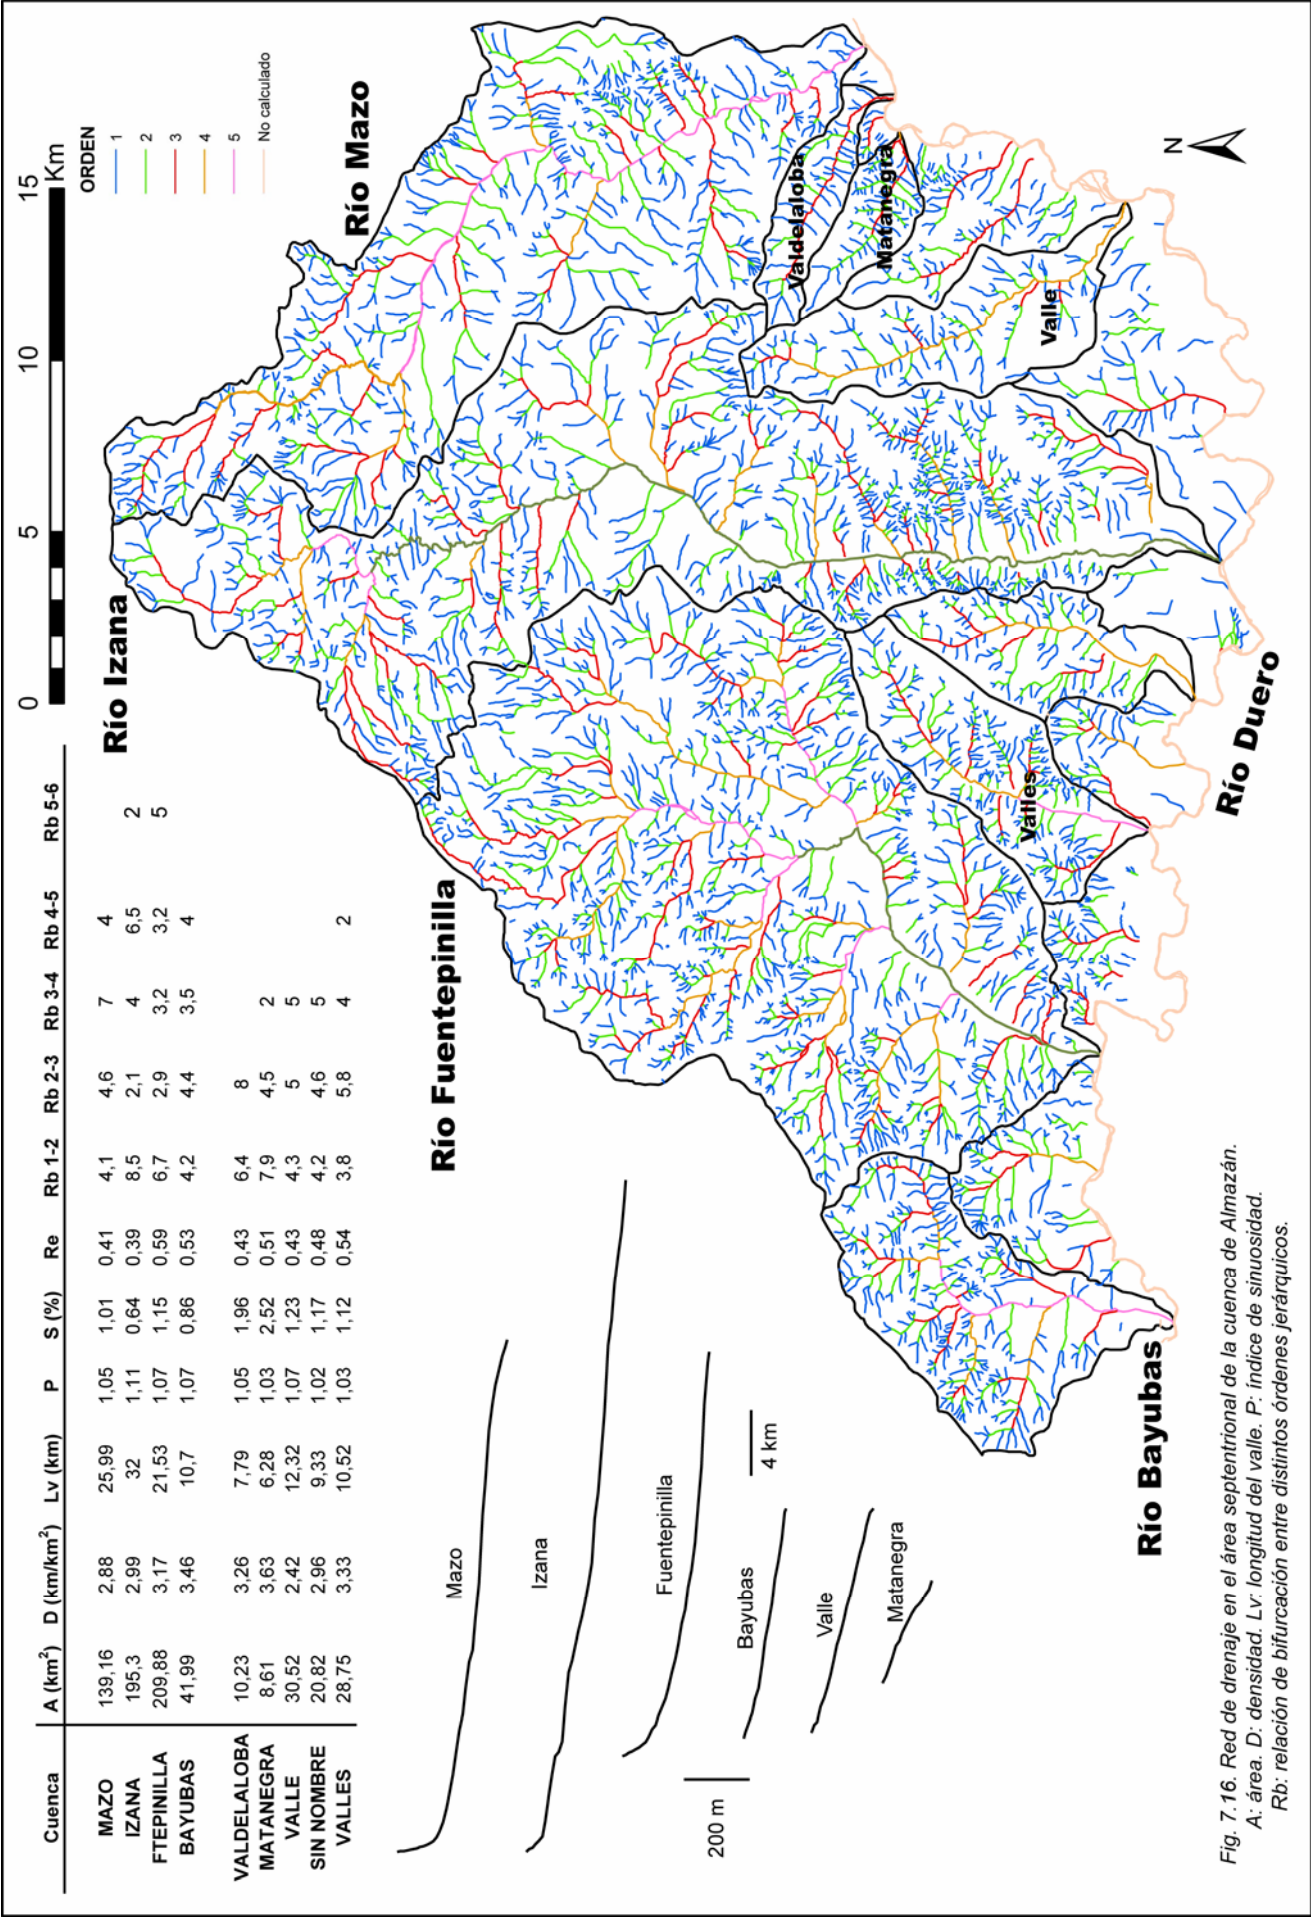 Cuenca A (km²) D (km/km²) Lv (km) P S (%) Re Rb 1-2 Rb 2-3 Rb 3-4 Rb 4-5 Rb 5-6
MAZO 139,16 2,88 25,99 1,05 1,01 0,41 4,1 4,6 7 4
IZANA 195,3 2,99 32 1,11 0,64 0,39 8,5 2,1 4 6,5 2
FTEPINILLA 209,88 3,17 21,53 1,07 1,15 0,59 6,7 2,9 3,2 3,2 5
BAYUBAS 41,99 3,46 10,7 1,07 0,86 0,53 4,2 4,4 3,5 4
VALDELALOBA 10,23 3,26 7,79 1,05 1,96 0,43 6,4 8
MATANEGRA 8,61 3,63 6,28 1,03 2,52 0,51 7,9 4,5 2
VALLE 30,52 2,42 12,32 1,07 1,23 0,43 4,3 5 5
SIN NOMBRE 20,82 2,96 9,33 1,02 1,17 0,48 4,2 4,6 5
VALLES 28,75 3,33 10,52 1,03 1,12 0,54 3,8 5,8 4 2
0 5 10 15
Km
ORDEN
1
2
3
4
5
No calculado
Río Izana
Río Mazo
Río Fuentepinilla
Valdelaloba
Matanegra
Valle
Valles
Río Duero
Río Bayubas
N
Mazo
Izana
Fuentepinilla
Bayubas
Valle
Matanegra
200 m
4 km
Fig. 7.16. Red de drenaje en el área septentrional de la cuenca de Almazán.
A: área. D: densidad. Lv: longitud del valle. P: índice de sinuosidad.
Rb: relación de bifurcación entre distintos órdenes jerárquicos.